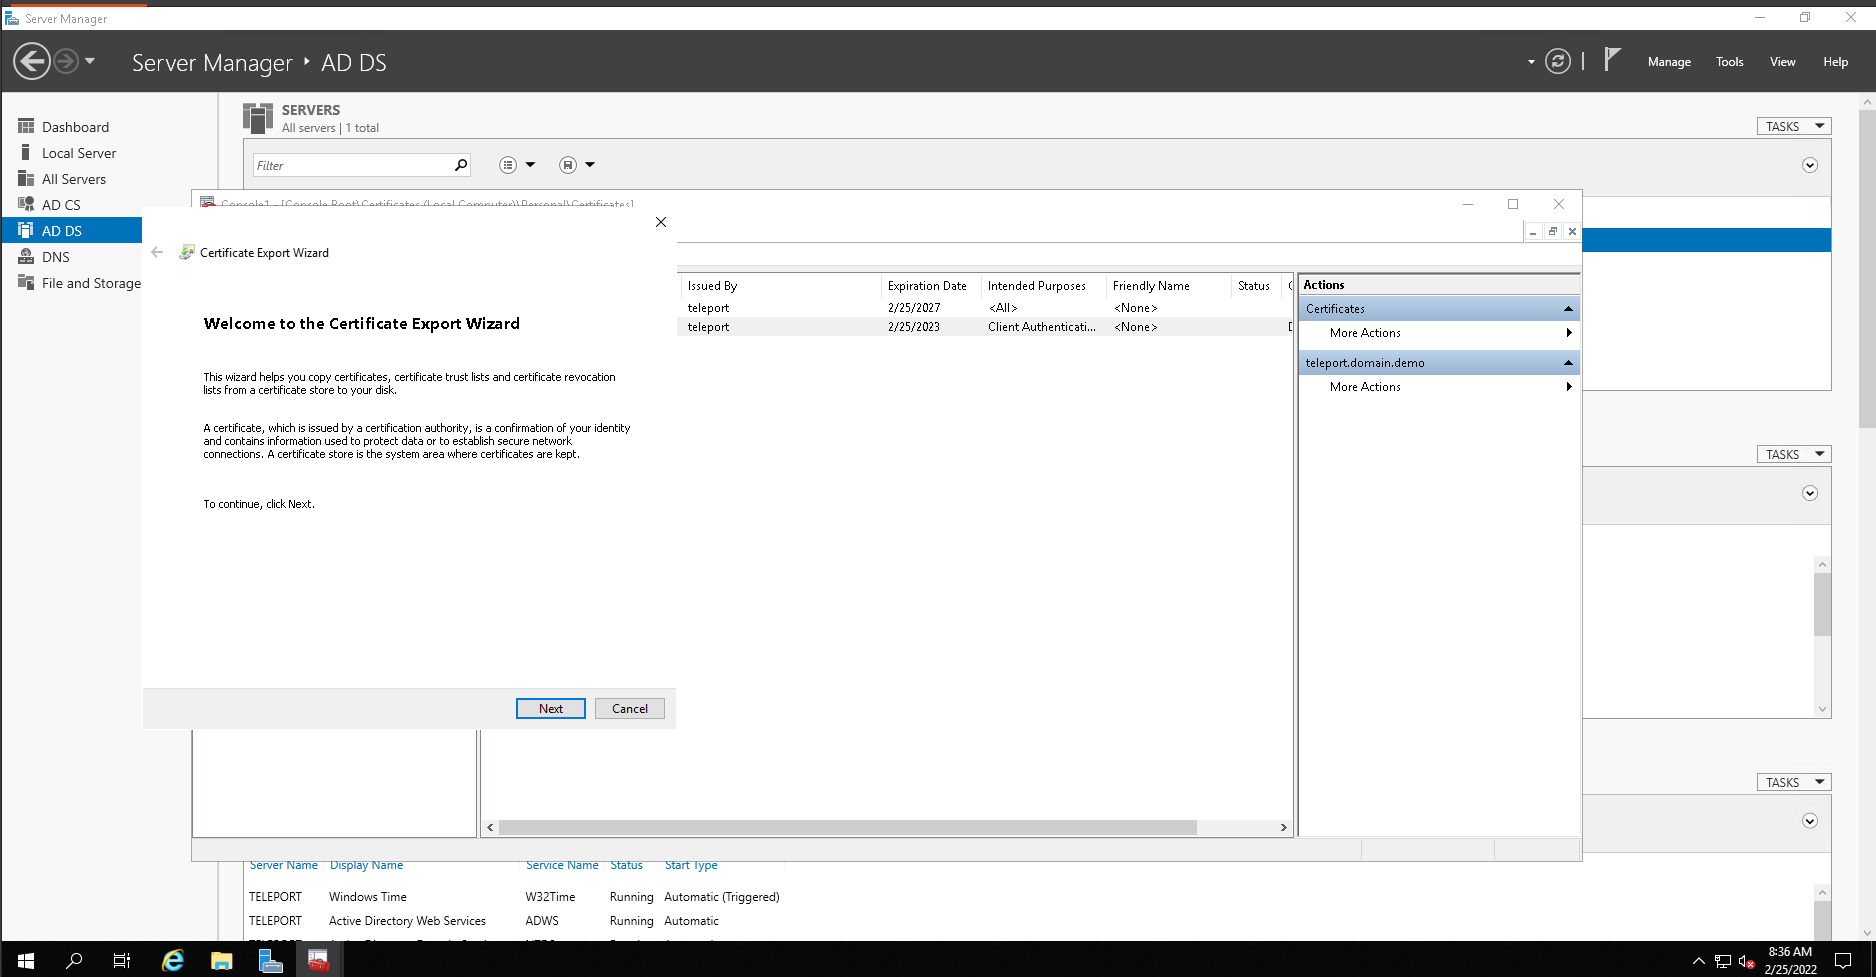 Server Manager
Server Manager ‣ AD DS
Manage Tools View Help
Dashboard
Local Server
All Servers
AD CS
AD DS
DNS
File and Storage
SERVERS
All servers | 1 total
TASKS
Filter
Console1 - [Console Root\Certificates (Local Computer)\Personal\Certificates]
Certificate Export Wizard
Welcome to the Certificate Export Wizard
This wizard helps you copy certificates, certificate trust lists and certificate revocation
lists from a certificate store to your disk.
A certificate, which is issued by a certification authority, is a confirmation of your identity
and contains information used to protect data or to establish secure network
connections. A certificate store is the system area where certificates are kept.
To continue, click Next.
Next Cancel
Issued By Expiration Date Intended Purposes Friendly Name Status
teleport 2/25/2027 <All> <None>
teleport 2/25/2023 Client Authenticati... <None>
Actions
Certificates
More Actions
teleport.domain.demo
More Actions
TASKS
TASKS
Server Name Display Name Service Name Status Start Type
TELEPORT Windows Time W32Time Running Automatic (Triggered)
TELEPORT Active Directory Web Services ADWS Running Automatic
8:36 AM
2/25/2022